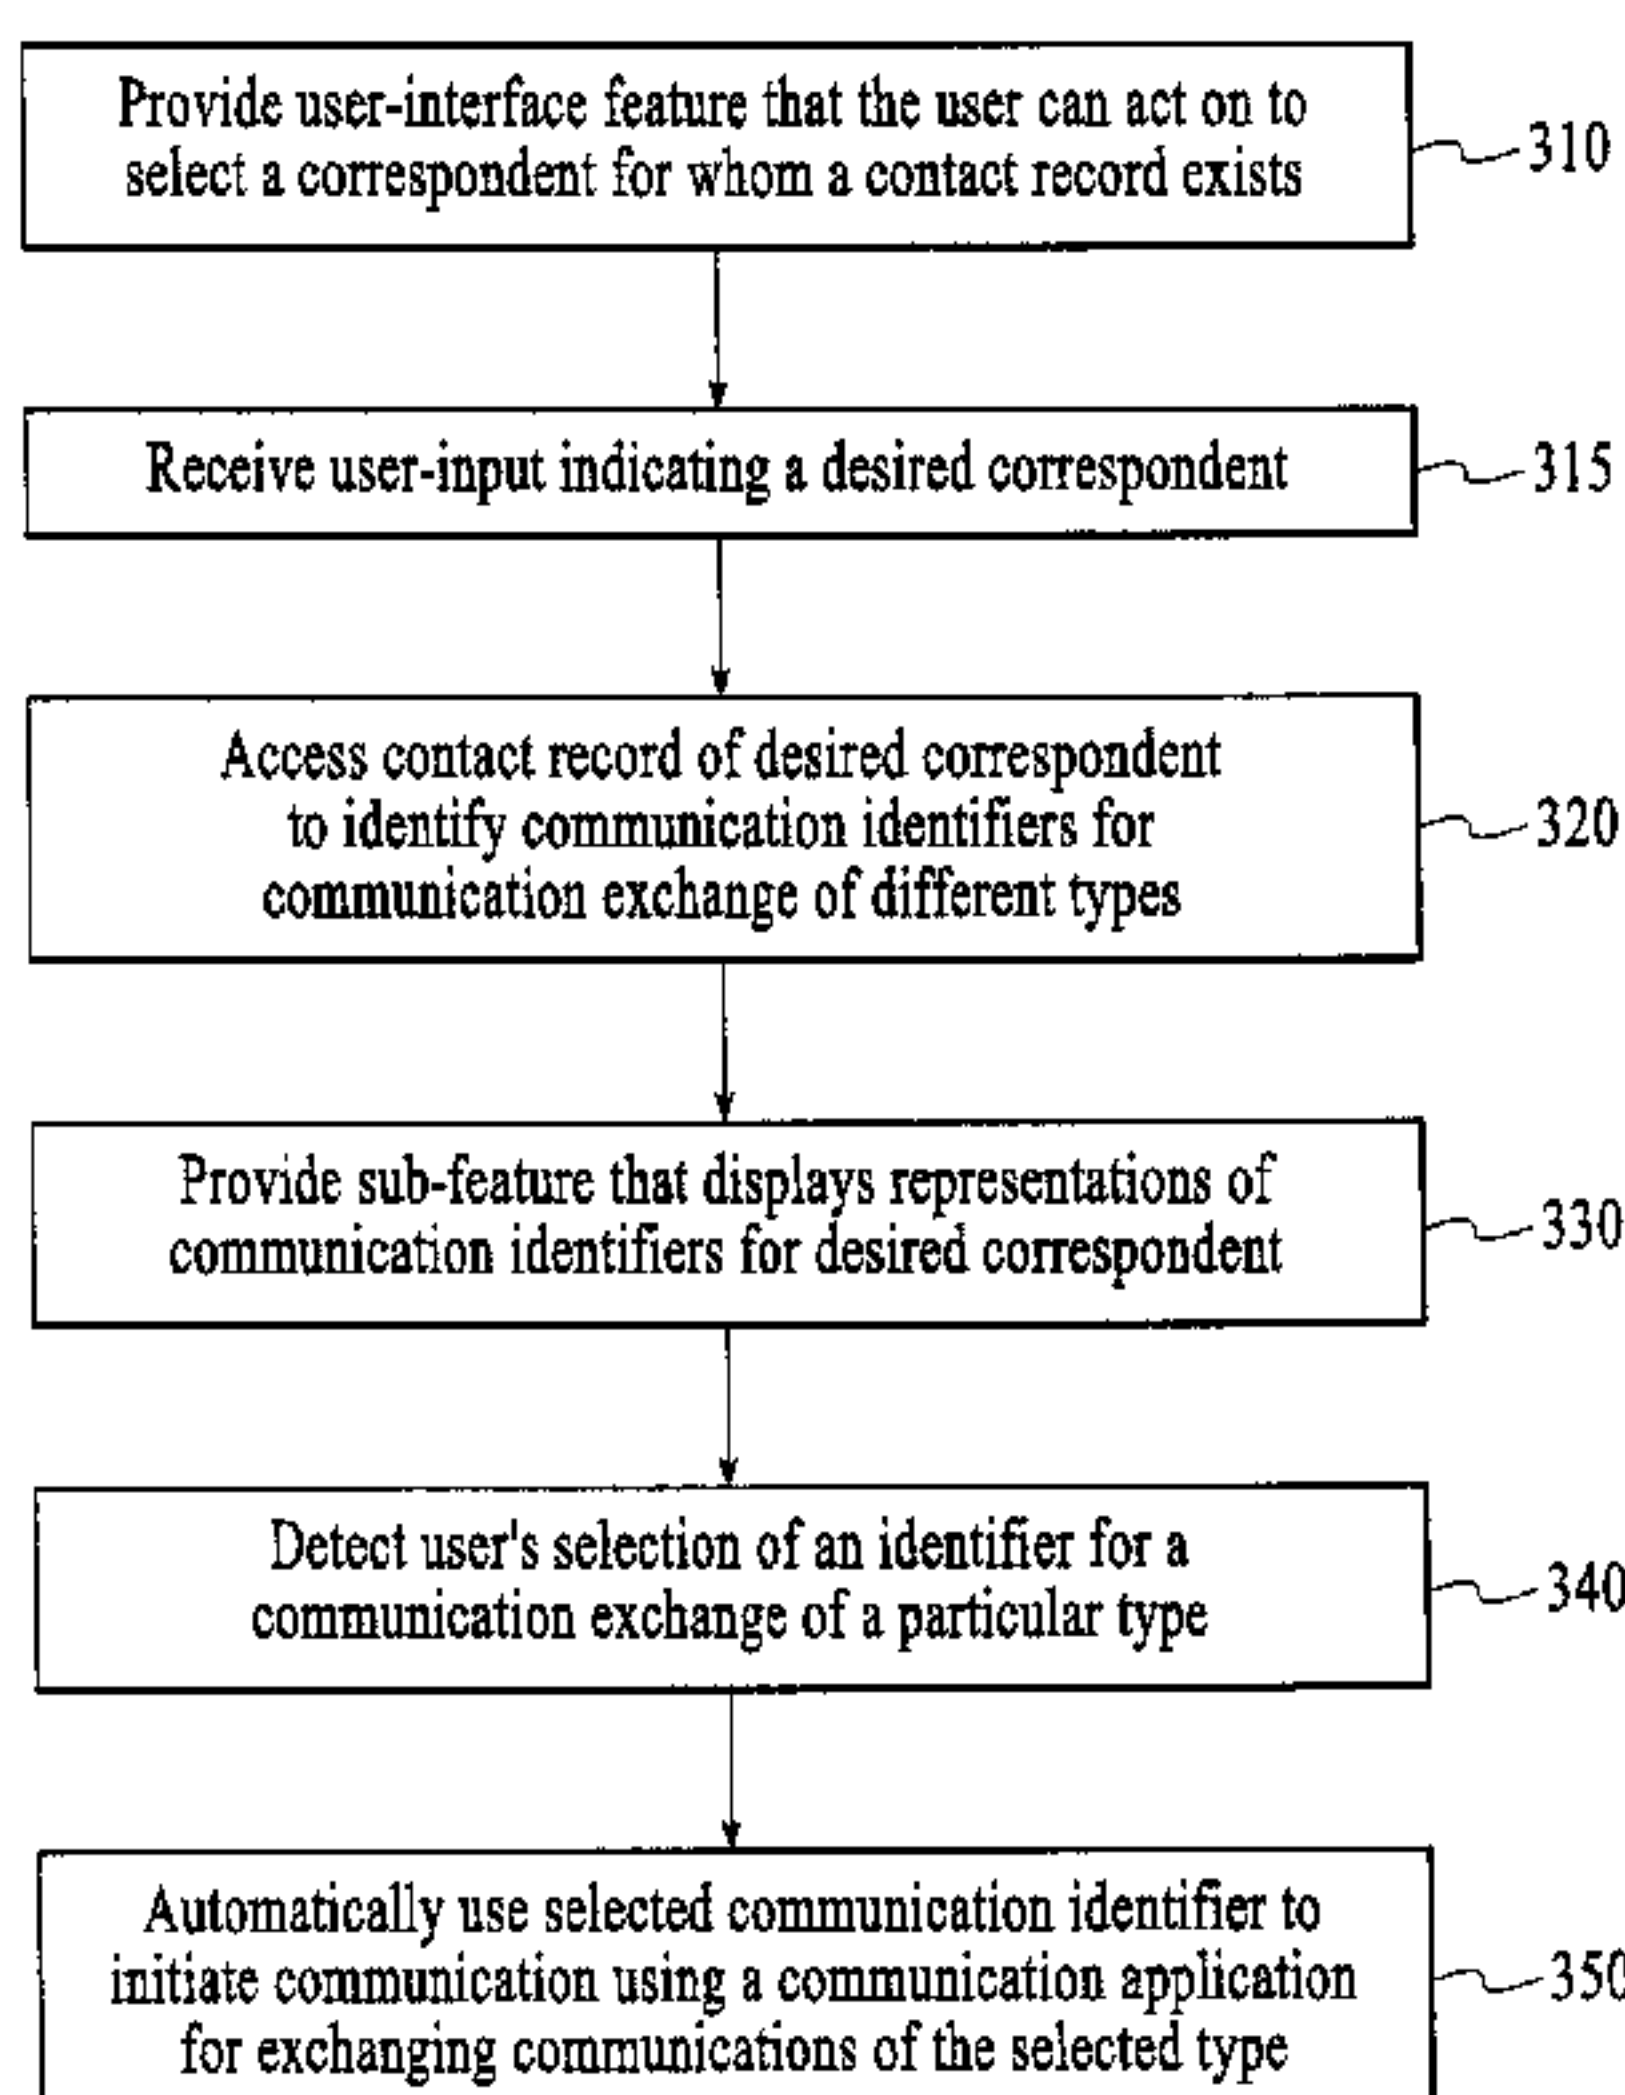 Provide user-interface feature that the user can act on to
select a correspondent for whom a contact record exists
310
Receive user-input indicating a desired correspondent
315
Access contact record of desired correspondent
to identify communication identifiers for
communication exchange of different types
320
Provide sub-feature that displays representations of
communication identifiers for desired correspondent
330
Detect user's selection of an identifier for a
communication exchange of a particular type
340
Automatically use selected communication identifier to
initiate communication using a communication application
for exchanging communications of the selected type
350